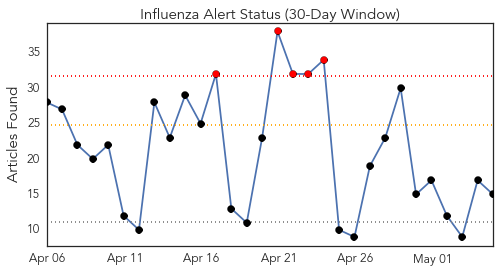 Influenza Alert Status (30-Day Window)
Articles Found
35
30
25
20
15
10
Apr 06
Apr 11
Apr 16
Apr 21
Apr 26
May 01